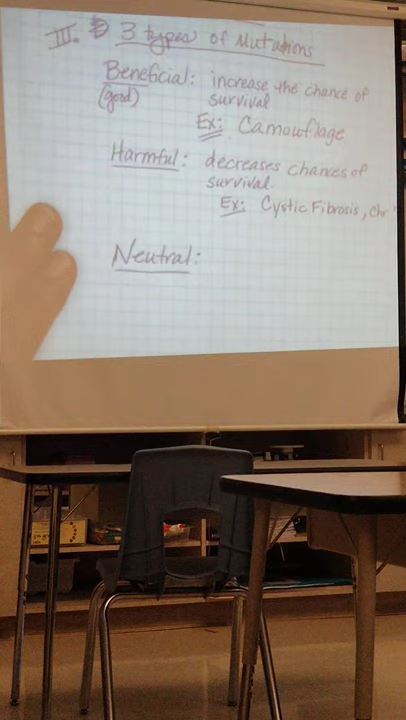 III. 3 types of Mutations
Beneficial: increase the chance of
(good) survival
Ex: Camouflage
Harmful: decreases chances of
survival.
Ex: Cystic Fibrosis, Chr
Neutral: